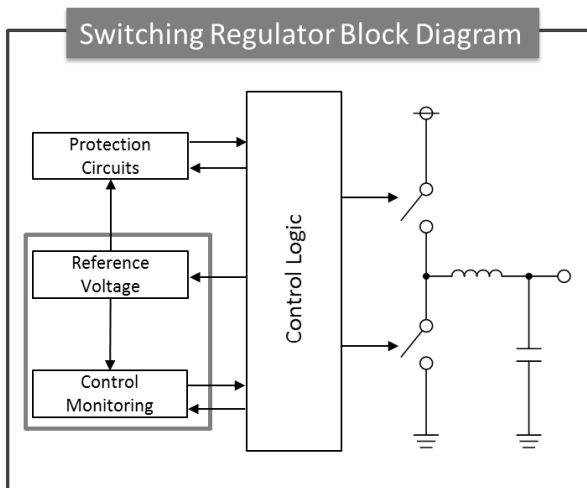 Switching Regulator Block Diagram
Protection
Circuits
Reference
Voltage
Control
Monitoring
Control Logic